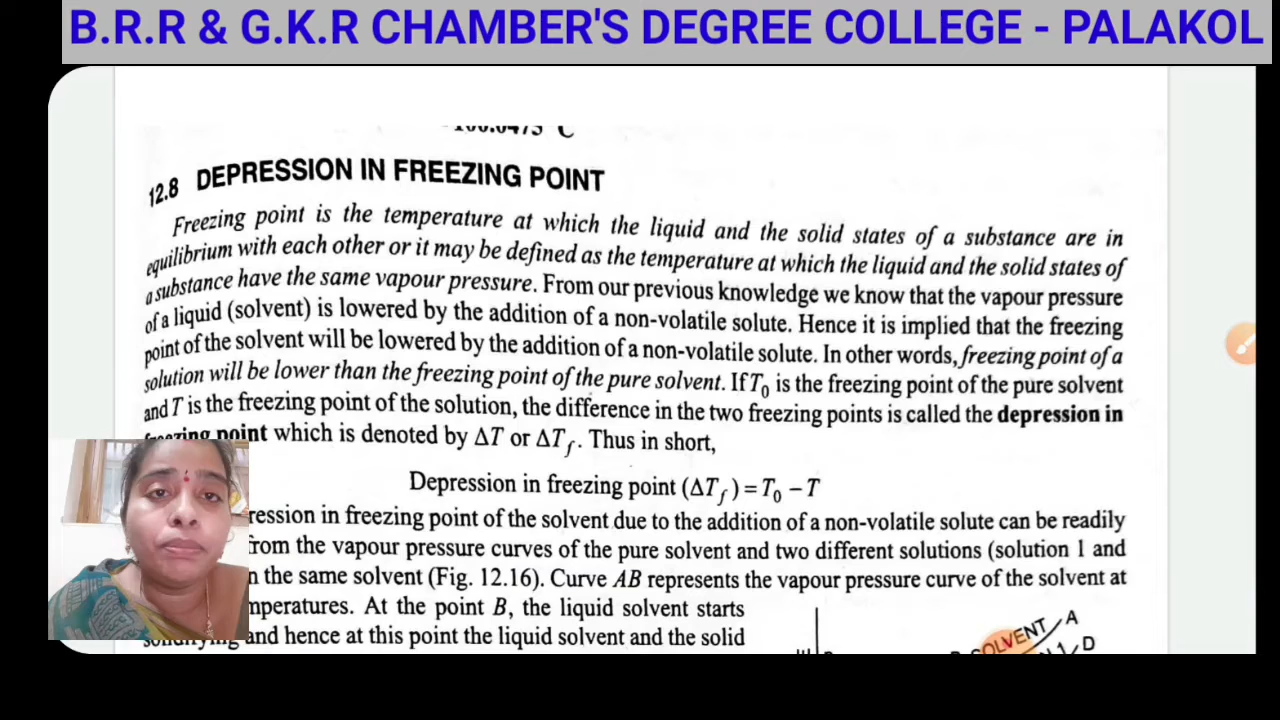 B.R.R & G.K.R CHAMBER'S DEGREE COLLEGE - PALAKOL
100.0475 °C
12.8 DEPRESSION IN FREEZING POINT
Freezing point is the temperature at which the liquid and the solid states of a substance are in
equilibrium with each other or it may be defined as the temperature at which the liquid and the solid states of
a substance have the same vapour pressure. From our previous knowledge we know that the vapour pressure
of a liquid (solvent) is lowered by the addition of a non-volatile solute. Hence it is implied that the freezing
point of the solvent will be lowered by the addition of a non-volatile solute. In other words, freezing point of a
solution will be lower than the freezing point of the pure solvent. If T₀ is the freezing point of the pure solvent
and T is the freezing point of the solution, the difference in the two freezing points is called the depression in
freezing point which is denoted by ΔT or ΔT_f. Thus in short,
Depression in freezing point (ΔT_f) = T₀ − T
ression in freezing point of the solvent due to the addition of a non-volatile solute can be readily
from the vapour pressure curves of the pure solvent and two different solutions (solution 1 and
n the same solvent (Fig. 12.16). Curve AB represents the vapour pressure curve of the solvent at
mperatures. At the point B, the liquid solvent starts
solidifying and hence at this point the liquid solvent and the solid
SOLVENT A
1 D